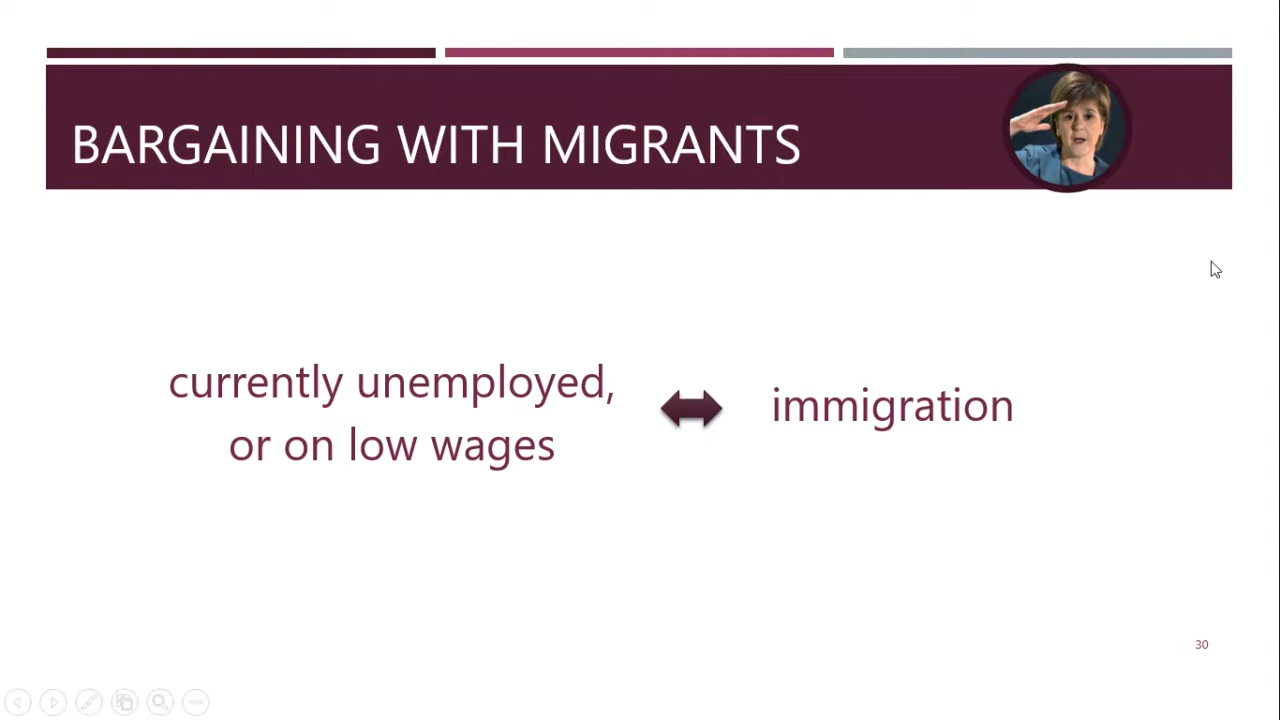 BARGAINING WITH MIGRANTS
currently unemployed,
or on low wages
immigration
30